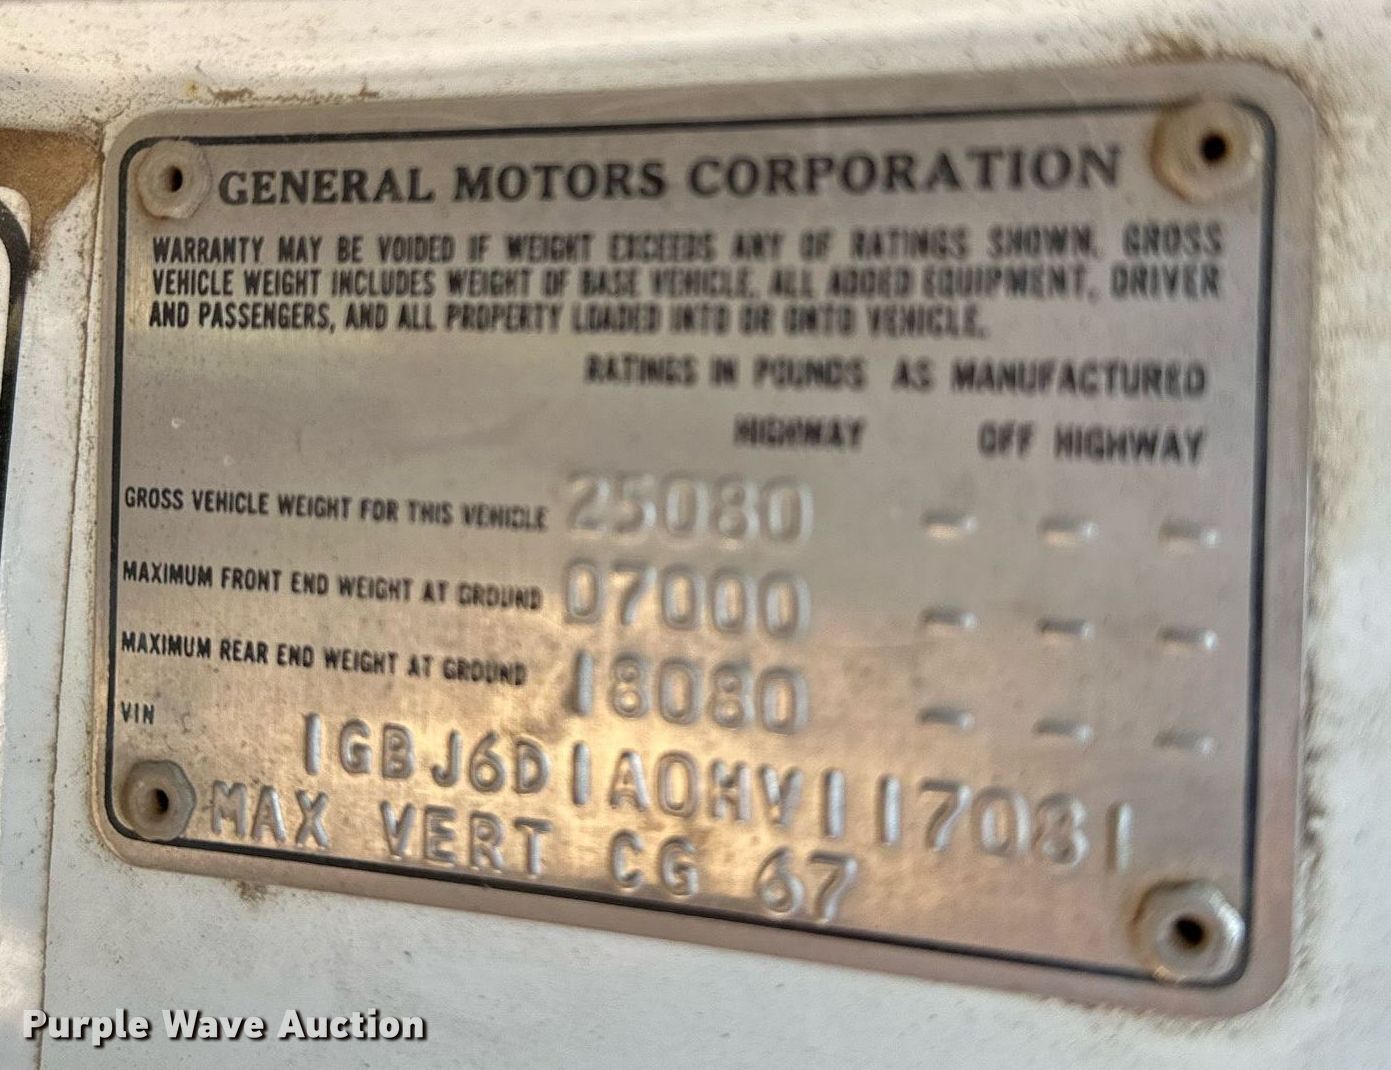 GENERAL MOTORS CORPORATION
WARRANTY MAY BE VOIDED IF WEIGHT EXCEEDS ANY OF RATINGS SHOWN. GROSS
VEHICLE WEIGHT INCLUDES WEIGHT OF BASE VEHICLE, ALL ADDED EQUIPMENT, DRIVER
AND PASSENGERS, AND ALL PROPERTY LOADED INTO OR ONTO VEHICLE.
RATINGS IN POUNDS AS MANUFACTURED
HIGHWAY OFF HIGHWAY
GROSS VEHICLE WEIGHT FOR THIS VEHICLE 25080 - - -
MAXIMUM FRONT END WEIGHT AT GROUND 07000 - - -
MAXIMUM REAR END WEIGHT AT GROUND 18080 - - -
VIN 1GBJ6D1A0HV117081
MAX VERT CG 67
Purple Wave Auction